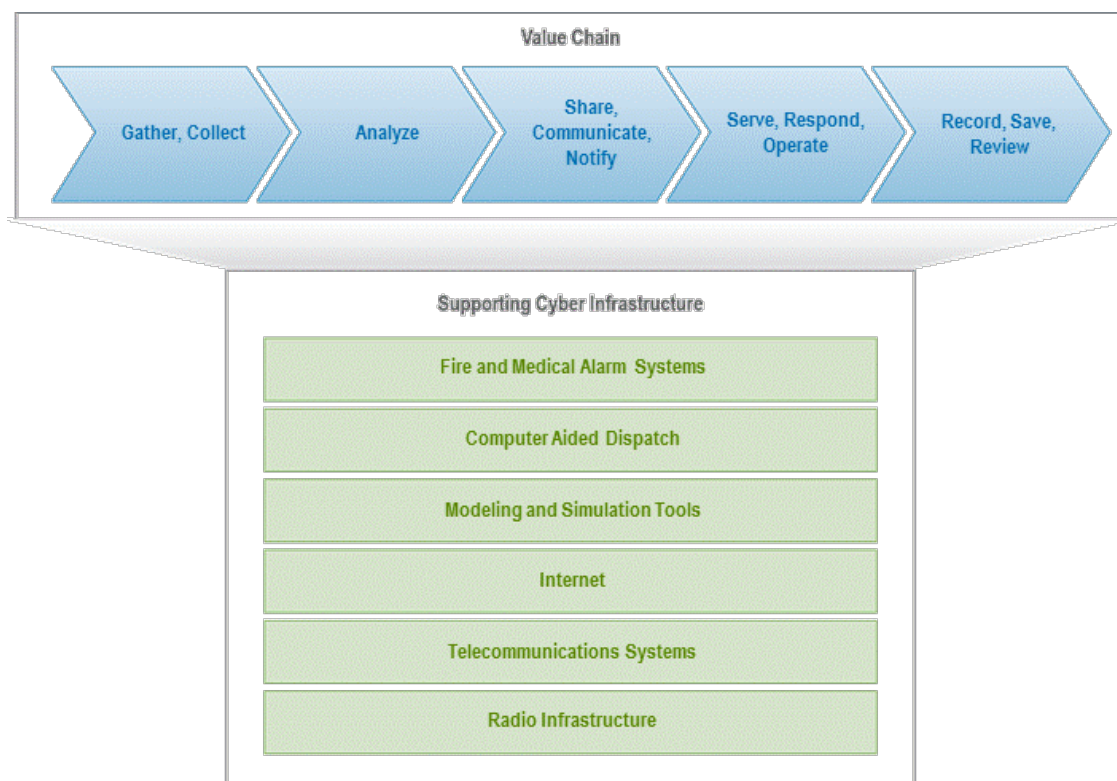 Value Chain
Gather, Collect
Analyze
Share,
Communicate,
Notify
Serve, Respond,
Operate
Record, Save,
Review
Supporting Cyber Infrastructure
Fire and Medical Alarm Systems
Computer Aided Dispatch
Modeling and Simulation Tools
Internet
Telecommunications Systems
Radio Infrastructure